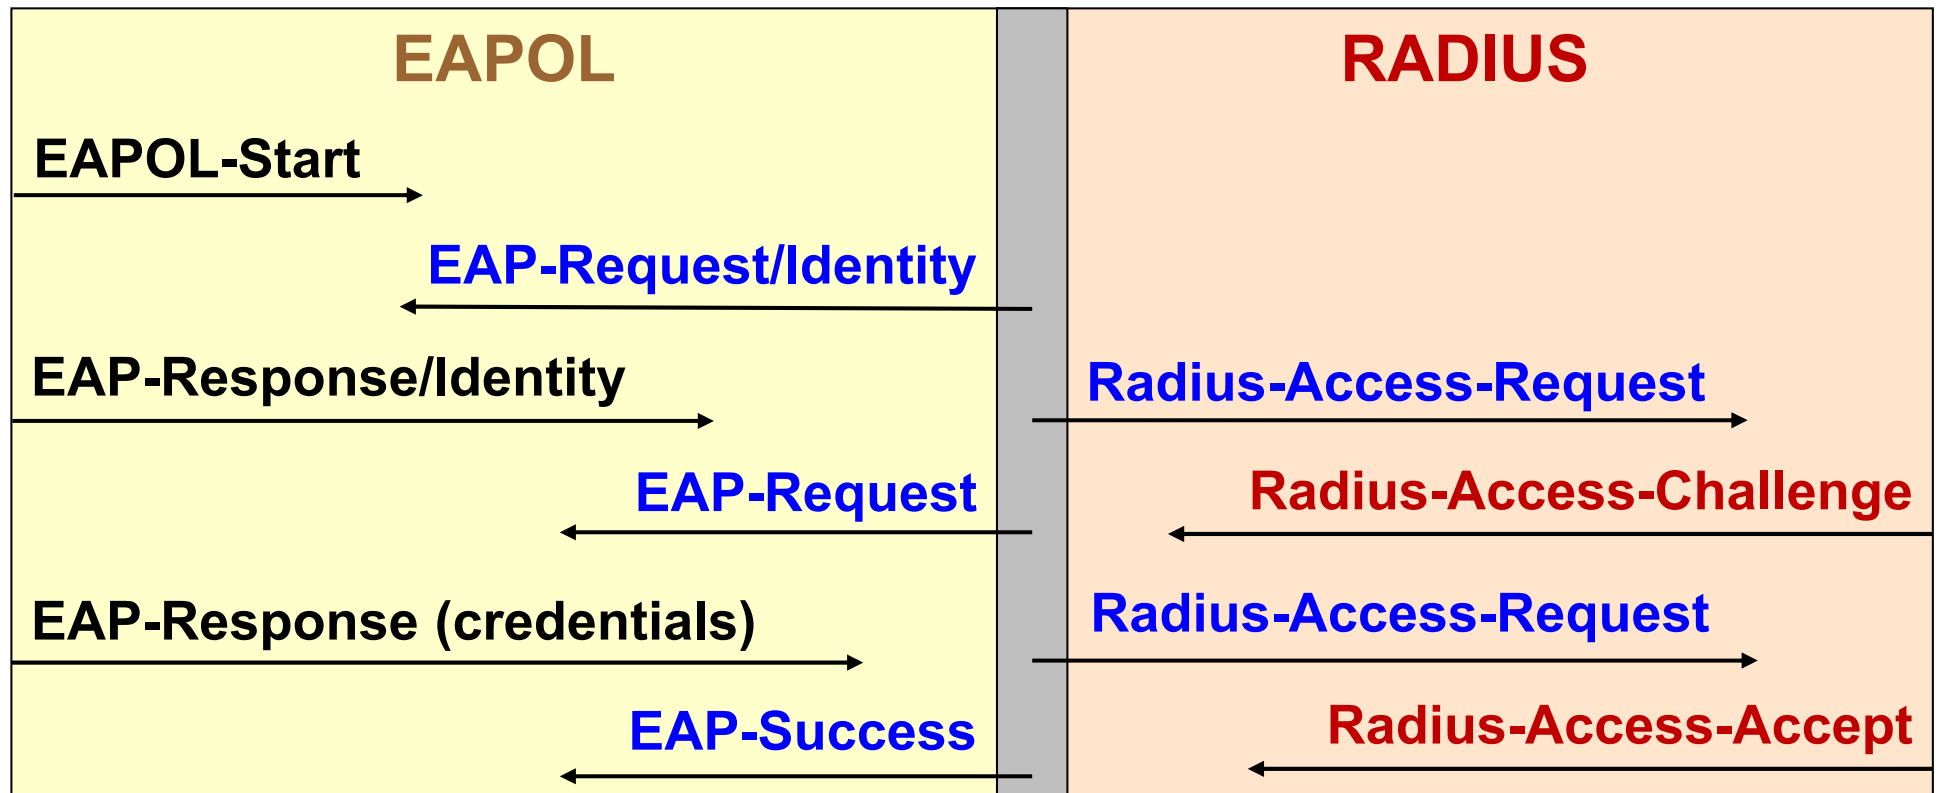 EAPOL
RADIUS
EAPOL-Start
EAP-Request/Identity
EAP-Response/Identity
Radius-Access-Request
EAP-Request
Radius-Access-Challenge
EAP-Response (credentials)
Radius-Access-Request
EAP-Success
Radius-Access-Accept